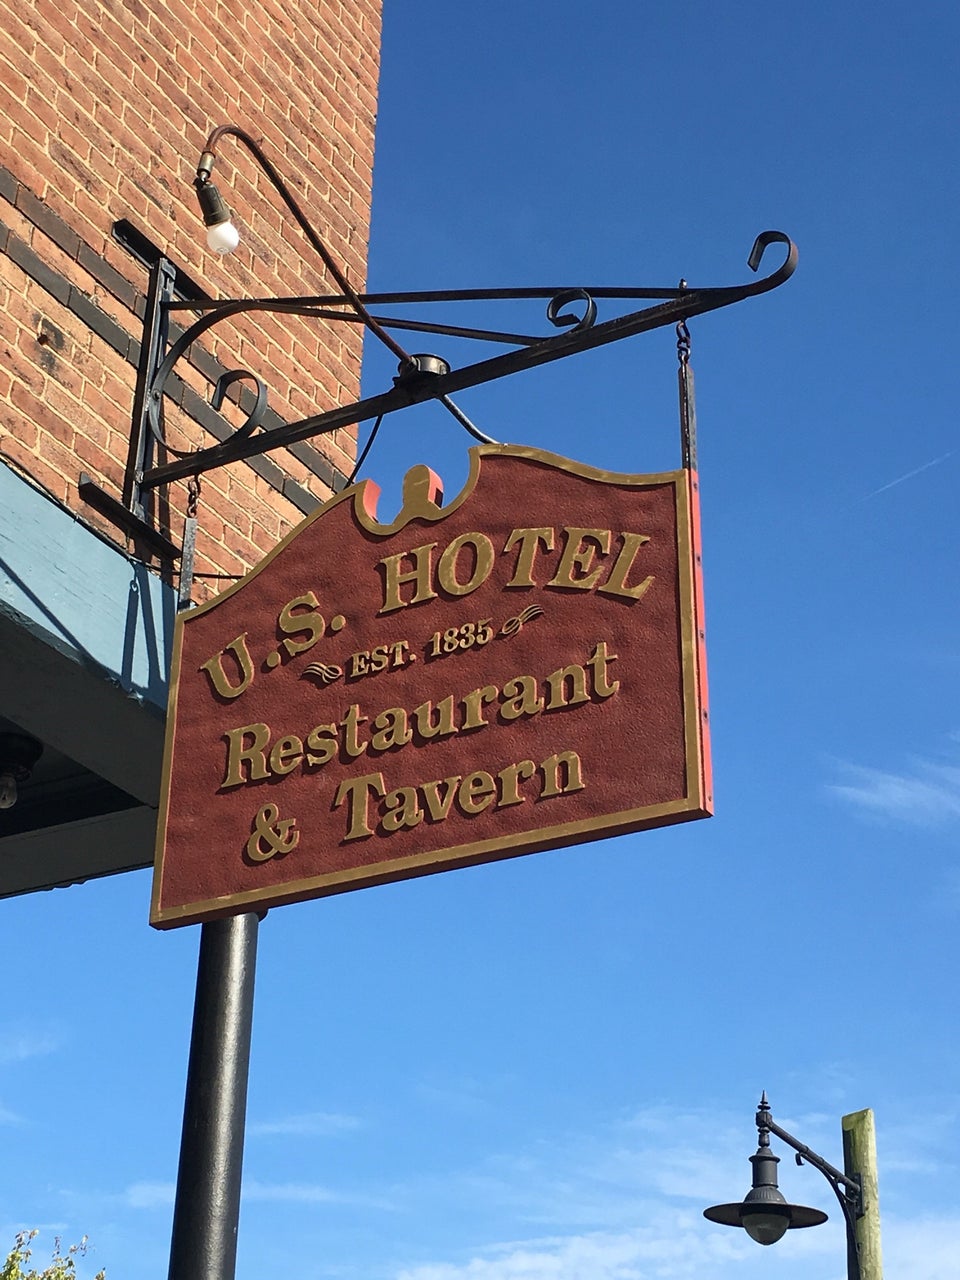 U.S. HOTEL
EST. 1835
Restaurant
& Tavern